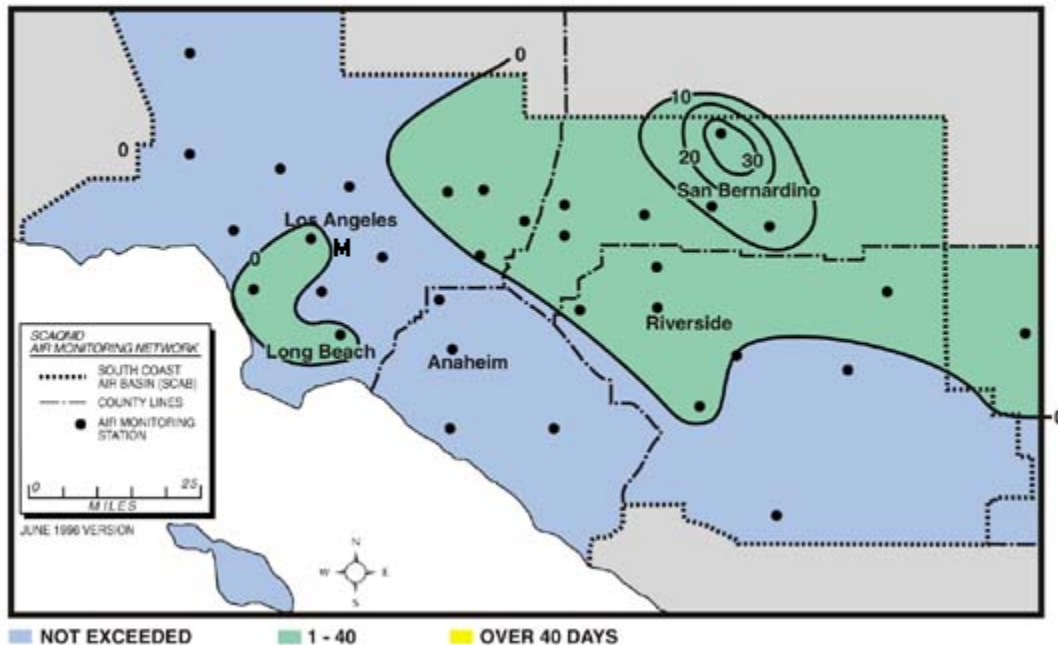 0
10
0
20
30
San Bernardino
Los Angeles
M
0
Riverside
Long Beach
Anaheim
0
SCAQMD
AIR MONITORING NETWORK
SOUTH COAST
AIR BASIN (SCAB)
COUNTY LINES
AIR MONITORING
STATION
0
25
MILES
JUNE 1996 VERSION
N
W
E
S
NOT EXCEEDED
1 - 40
OVER 40 DAYS